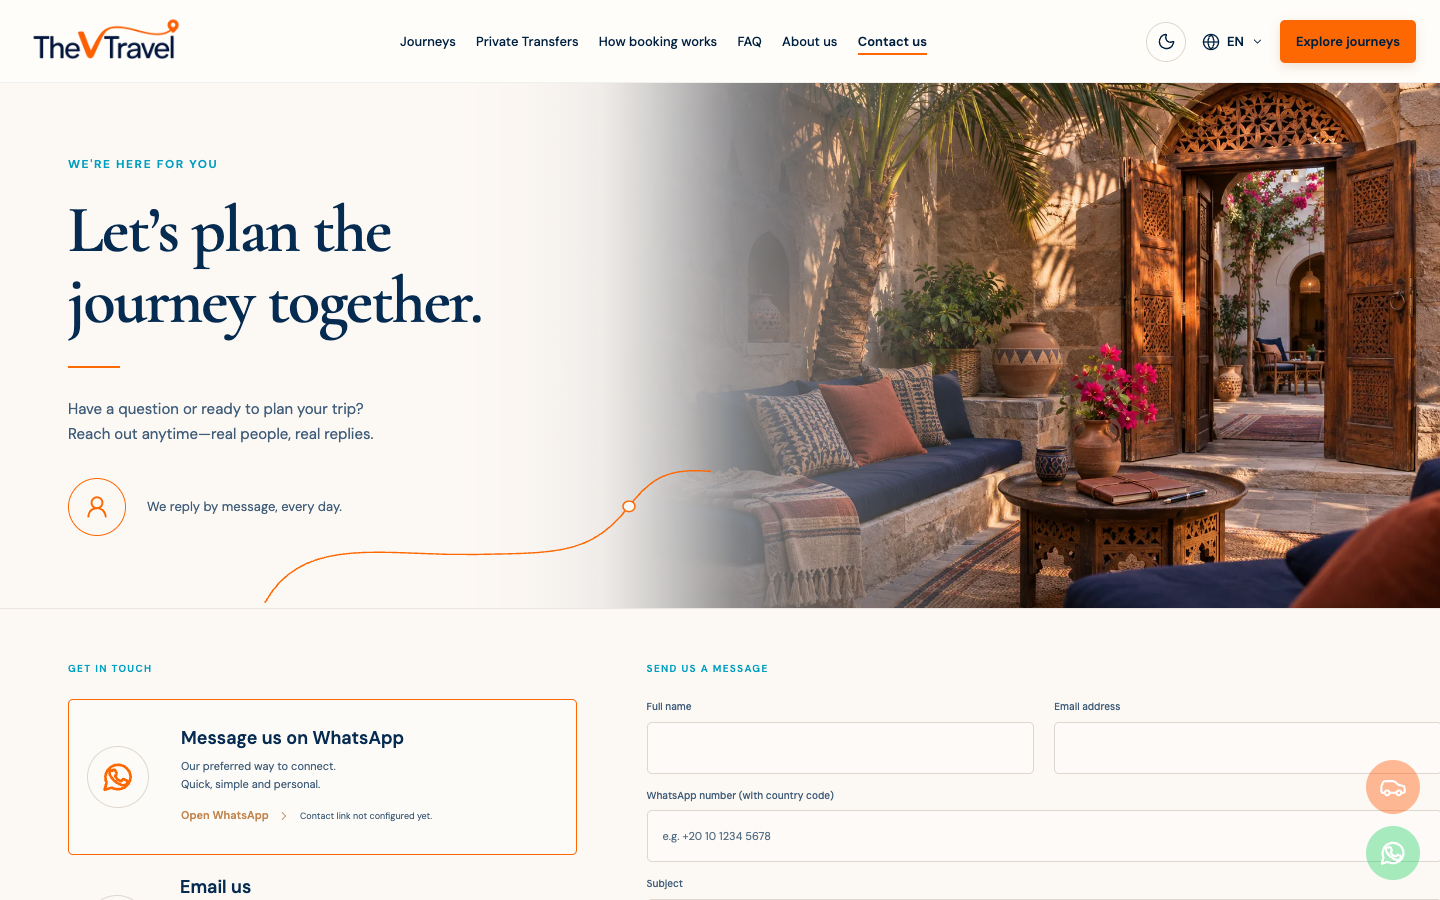 TheVTravel
Journeys
Private Transfers
How booking works
FAQ
About us
Contact us
EN
Explore journeys
WE'RE HERE FOR YOU
Let’s plan the
journey together.
Have a question or ready to plan your trip?
Reach out anytime—real people, real replies.
We reply by message, every day.
GET IN TOUCH
Message us on WhatsApp
Our preferred way to connect.
Quick, simple and personal.
Open WhatsApp
Contact link not configured yet.
Email us
SEND US A MESSAGE
Full name
Email address
WhatsApp number (with country code)
e.g. +20 10 1234 5678
Subject